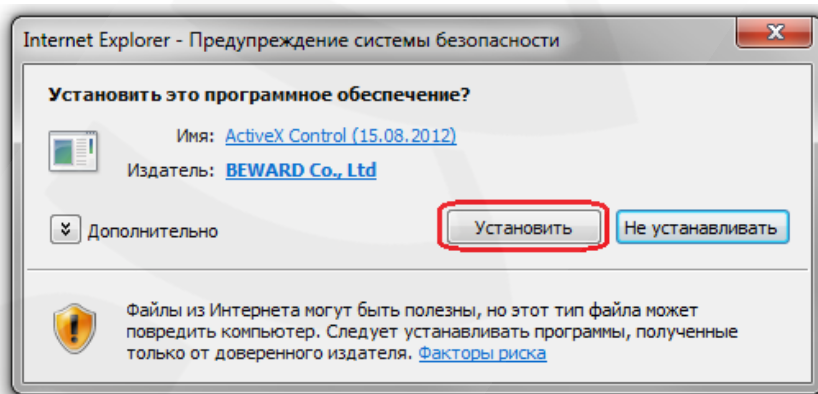 Internet Explorer - Предупреждение системы безопасности
Установить это программное обеспечение?
Имя: ActiveX Control (15.08.2012)
Издатель: BEWARD Co., Ltd
Дополнительно
Установить
Не устанавливать
Файлы из Интернета могут быть полезны, но этот тип файла может
повредить компьютер. Следует устанавливать программы, полученные
только от доверенного издателя. Факторы риска